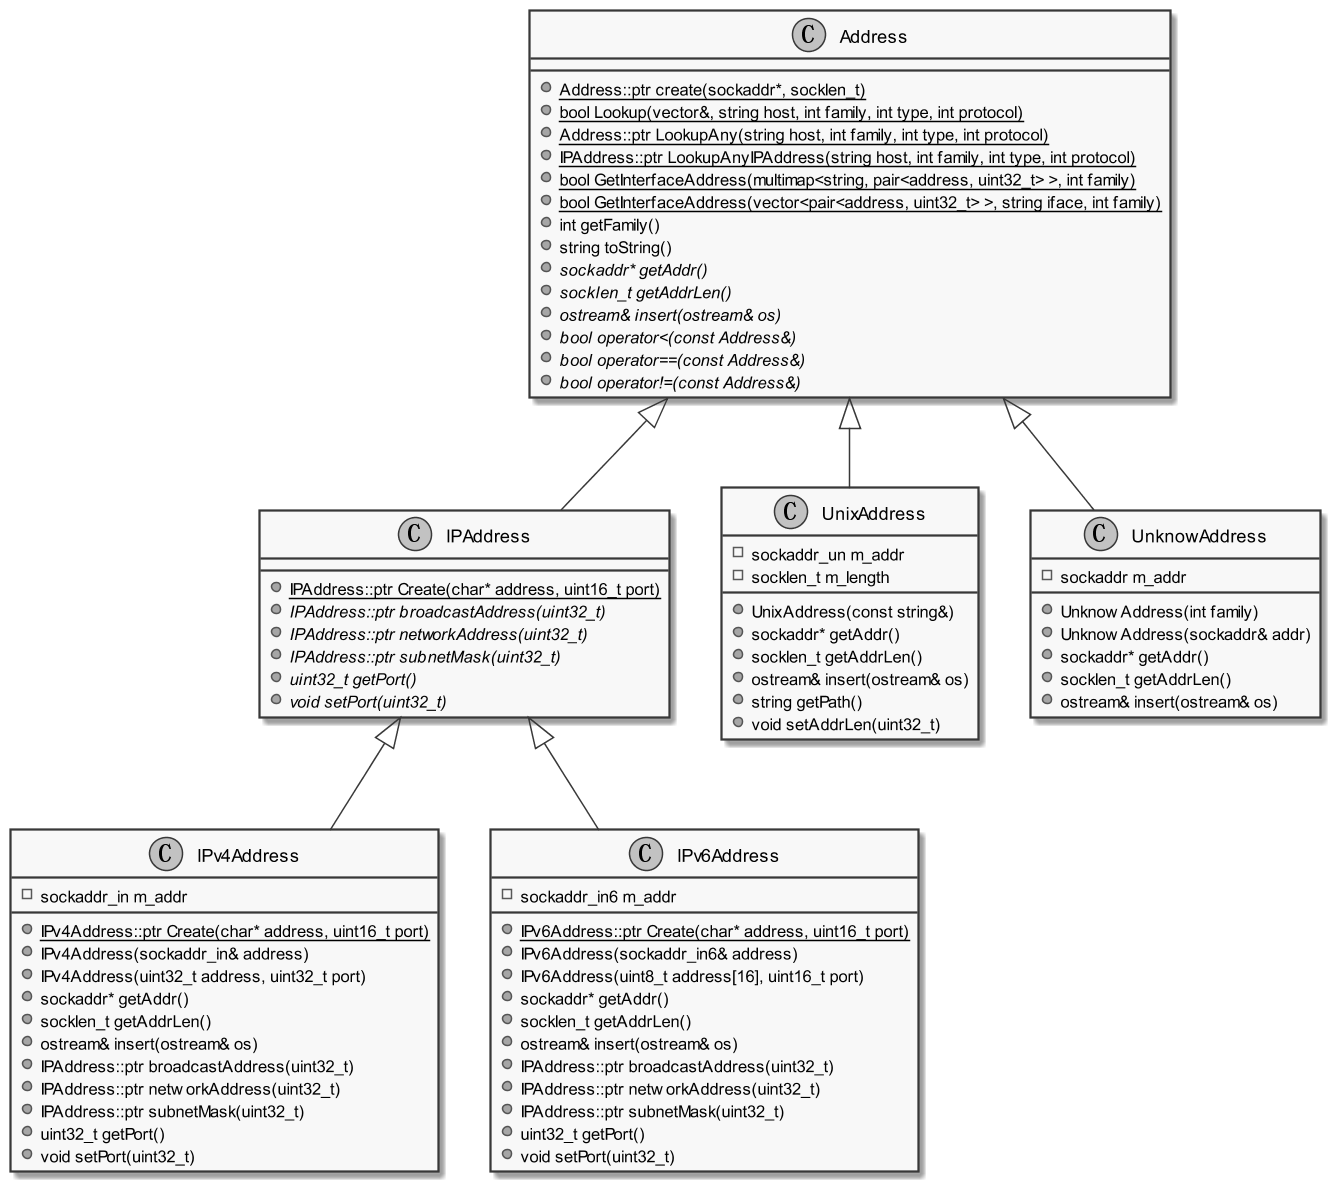 C Address
Address::ptr create(sockaddr*, socklen_t)
bool Lookup(vector&, string host, int family, int type, int protocol)
Address::ptr LookupAny(string host, int family, int type, int protocol)
IPAddress::ptr LookupAnyIPAddress(string host, int family, int type, int protocol)
bool GetInterfaceAddress(multimap<string, pair<address, uint32_t> >, int family)
bool GetInterfaceAddress(vector<pair<address, uint32_t> >, string iface, int family)
int getFamily()
string toString()
sockaddr* getAddr()
socklen_t getAddrLen()
ostream& insert(ostream& os)
bool operator<(const Address&)
bool operator==(const Address&)
bool operator!=(const Address&)
C IPAddress
IPAddress::ptr Create(char* address, uint16_t port)
IPAddress::ptr broadcastAddress(uint32_t)
IPAddress::ptr networkAddress(uint32_t)
IPAddress::ptr subnetMask(uint32_t)
uint32_t getPort()
void setPort(uint32_t)
C UnixAddress
sockaddr_un m_addr
socklen_t m_length
UnixAddress(const string&)
sockaddr* getAddr()
socklen_t getAddrLen()
ostream& insert(ostream& os)
string getPath()
void setAddrLen(uint32_t)
C UnknowAddress
sockaddr m_addr
Unknow Address(int family)
Unknow Address(sockaddr& addr)
sockaddr* getAddr()
socklen_t getAddrLen()
ostream& insert(ostream& os)
C IPv4Address
sockaddr_in m_addr
IPv4Address::ptr Create(char* address, uint16_t port)
IPv4Address(sockaddr_in& address)
IPv4Address(uint32_t address, uint32_t port)
sockaddr* getAddr()
socklen_t getAddrLen()
ostream& insert(ostream& os)
IPAddress::ptr broadcastAddress(uint32_t)
IPAddress::ptr networkAddress(uint32_t)
IPAddress::ptr subnetMask(uint32_t)
uint32_t getPort()
void setPort(uint32_t)
C IPv6Address
sockaddr_in6 m_addr
IPv6Address::ptr Create(char* address, uint16_t port)
IPv6Address(sockaddr_in6& address)
IPv6Address(uint8_t address[16], uint16_t port)
sockaddr* getAddr()
socklen_t getAddrLen()
ostream& insert(ostream& os)
IPAddress::ptr broadcastAddress(uint32_t)
IPAddress::ptr networkAddress(uint32_t)
IPAddress::ptr subnetMask(uint32_t)
uint32_t getPort()
void setPort(uint32_t)